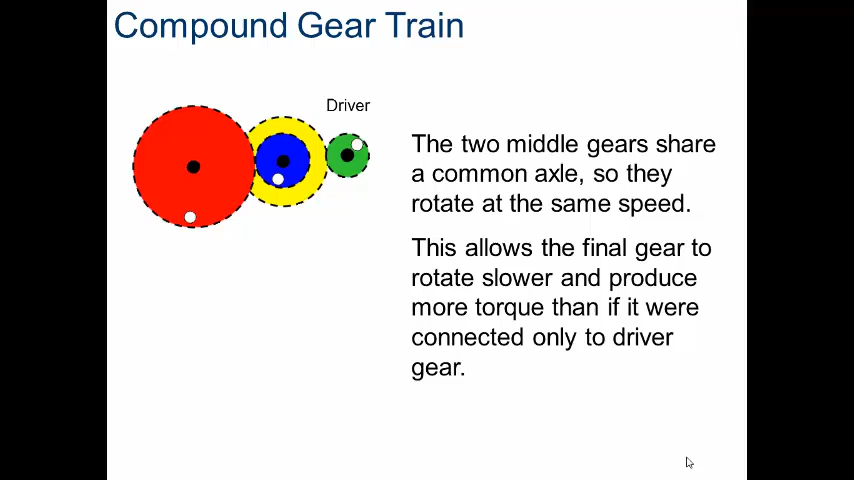 Compound Gear Train
Driver
The two middle gears share
a common axle, so they
rotate at the same speed.
This allows the final gear to
rotate slower and produce
more torque than if it were
connected only to driver
gear.